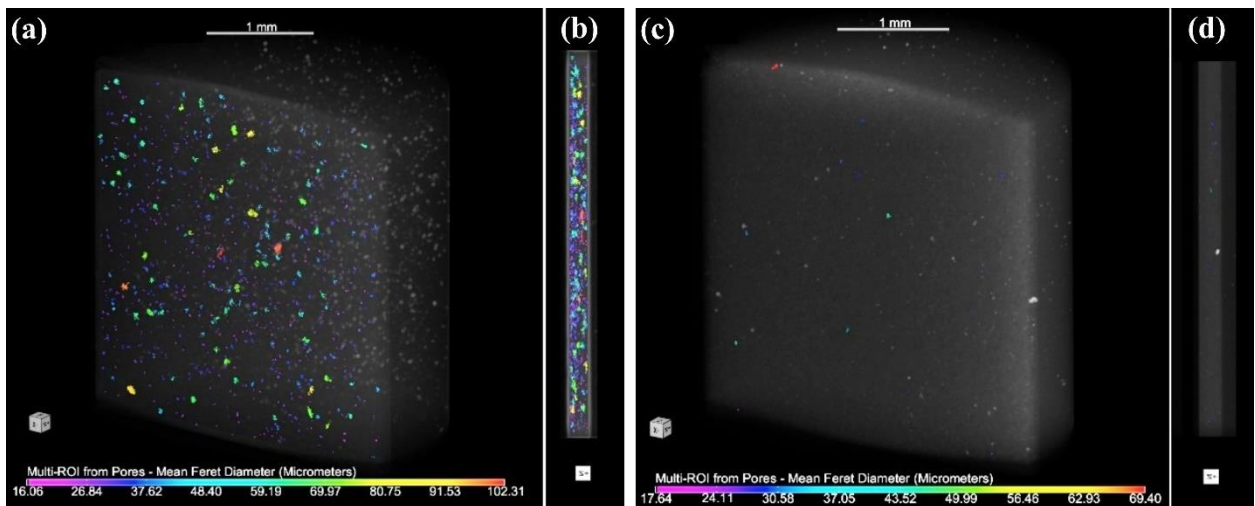 (a)
1 mm
(b)
(c)
1 mm
(d)
Multi-ROI from Pores - Mean Feret Diameter (Micrometers)
16.06 26.84 37.62 48.40 59.19 69.97 80.75 91.53 102.31
Multi-ROI from Pores - Mean Feret Diameter (Micrometers)
17.64 24.11 30.58 37.05 43.52 49.99 56.46 62.93 69.40